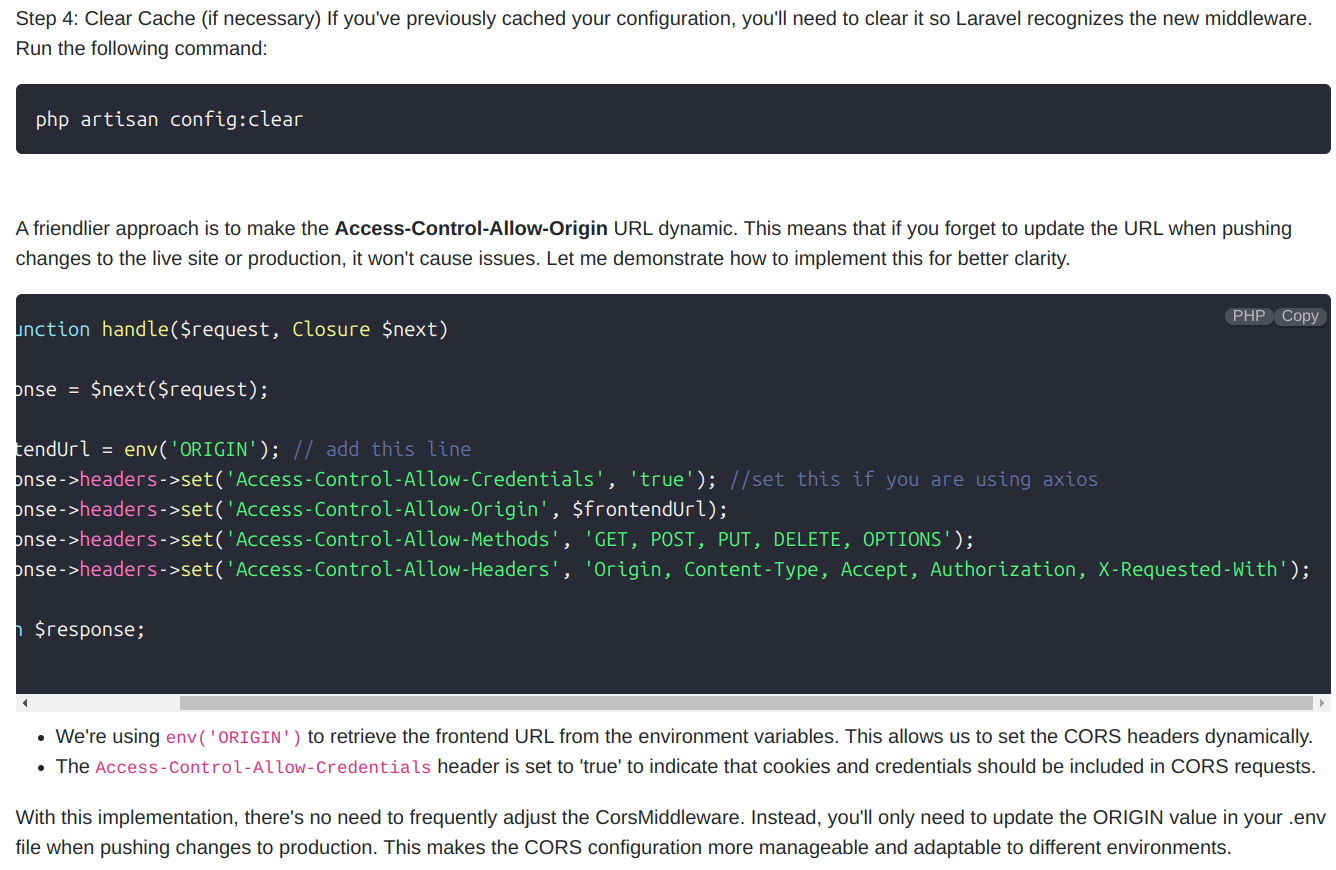 Step 4: Clear Cache (if necessary) If you've previously cached your configuration, you'll need to clear it so Laravel recognizes the new middleware.
Run the following command:
php artisan config:clear
A friendlier approach is to make the Access-Control-Allow-Origin URL dynamic. This means that if you forget to update the URL when pushing
changes to the live site or production, it won't cause issues. Let me demonstrate how to implement this for better clarity.
PHP Copy
unction handle($request, Closure $next)
onse = $next($request);
tendUrl = env('ORIGIN'); // add this line
onse->headers->set('Access-Control-Allow-Credentials', 'true'); //set this if you are using axios
onse->headers->set('Access-Control-Allow-Origin', $frontendUrl);
onse->headers->set('Access-Control-Allow-Methods', 'GET, POST, PUT, DELETE, OPTIONS');
onse->headers->set('Access-Control-Allow-Headers', 'Origin, Content-Type, Accept, Authorization, X-Requested-With');
n $response;
• We're using env('ORIGIN') to retrieve the frontend URL from the environment variables. This allows us to set the CORS headers dynamically.
• The Access-Control-Allow-Credentials header is set to 'true' to indicate that cookies and credentials should be included in CORS requests.
With this implementation, there's no need to frequently adjust the CorsMiddleware. Instead, you'll only need to update the ORIGIN value in your .env
file when pushing changes to production. This makes the CORS configuration more manageable and adaptable to different environments.